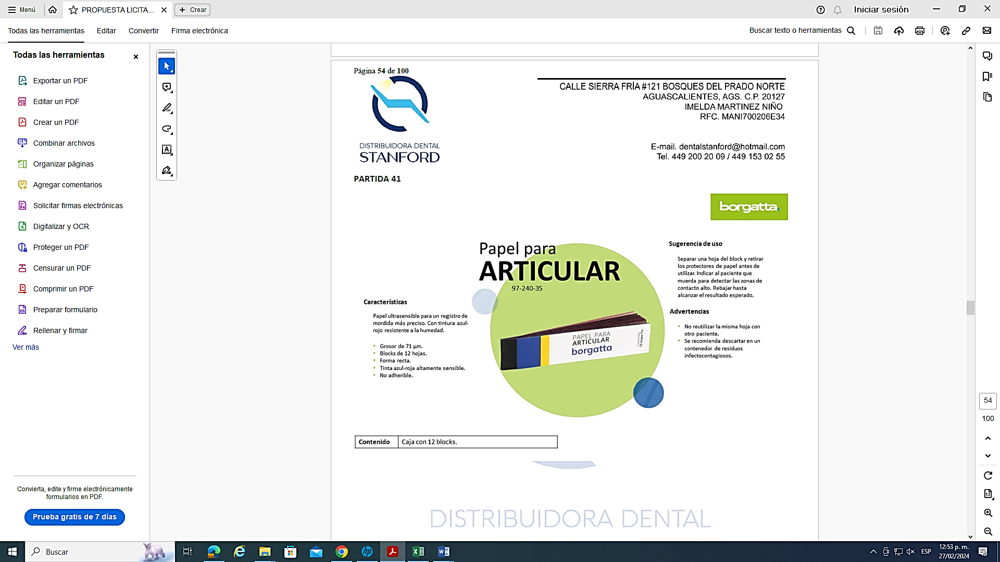 Menú
PROPUESTA LICITA...
Crear
Iniciar sesión
Todas las herramientas
Editar
Convertir
Firma electrónica
Buscar texto o herramientas
Todas las herramientas
Exportar un PDF
Editar un PDF
Crear un PDF
Combinar archivos
Organizar páginas
Agregar comentarios
Solicitar firmas electrónicas
Digitalizar y OCR
Proteger un PDF
Censurar un PDF
Comprimir un PDF
Preparar formulario
Rellenar y firmar
Ver más
Convierta, edite y firme electrónicamente
formularios en PDF.
Prueba gratis de 7 días
Página 54 de 100
DISTRIBUIDORA DENTAL
STANFORD
CALLE SIERRA FRÍA #121 BOSQUES DEL PRADO NORTE
AGUASCALIENTES, AGS. C.P. 20127
IMELDA MARTINEZ NIÑO
RFC. MANI700206E34
E-mail. dentalstanford@hotmail.com
Tel. 449 200 20 09 / 449 153 02 55
PARTIDA 41
borgatta.
Papel para
ARTICULAR
97-240-35
Características
Papel ultrasensible para un registro de
mordida más preciso. Con tintura azul-
rojo resistente a la humedad.
• Grosor de 71 µm.
• Blocks de 12 hojas.
• Forma recta.
• Tinta azul-roja altamente sensible.
• No adherible.
PAPEL PARA
ARTICULAR
borgatta
Contenido:
12 hojas c/u
Sugerencia de uso
Separar una hoja del block y retirar
los protectores de papel antes de
utilizar. Indicar al paciente que
muerda para detectar las zonas de
contacto alto. Rebajar hasta
alcanzar el resultado esperado.
Advertencias
• No reutilizar la misma hoja con
otro paciente.
• Se recomienda descartar en un
contenedor de residuos
infectocontagiosos.
Contenido Caja con 12 blocks.
DISTRIBUIDORA DENTAL
54
100
Buscar
ESP
12:53 p. m.
27/02/2024